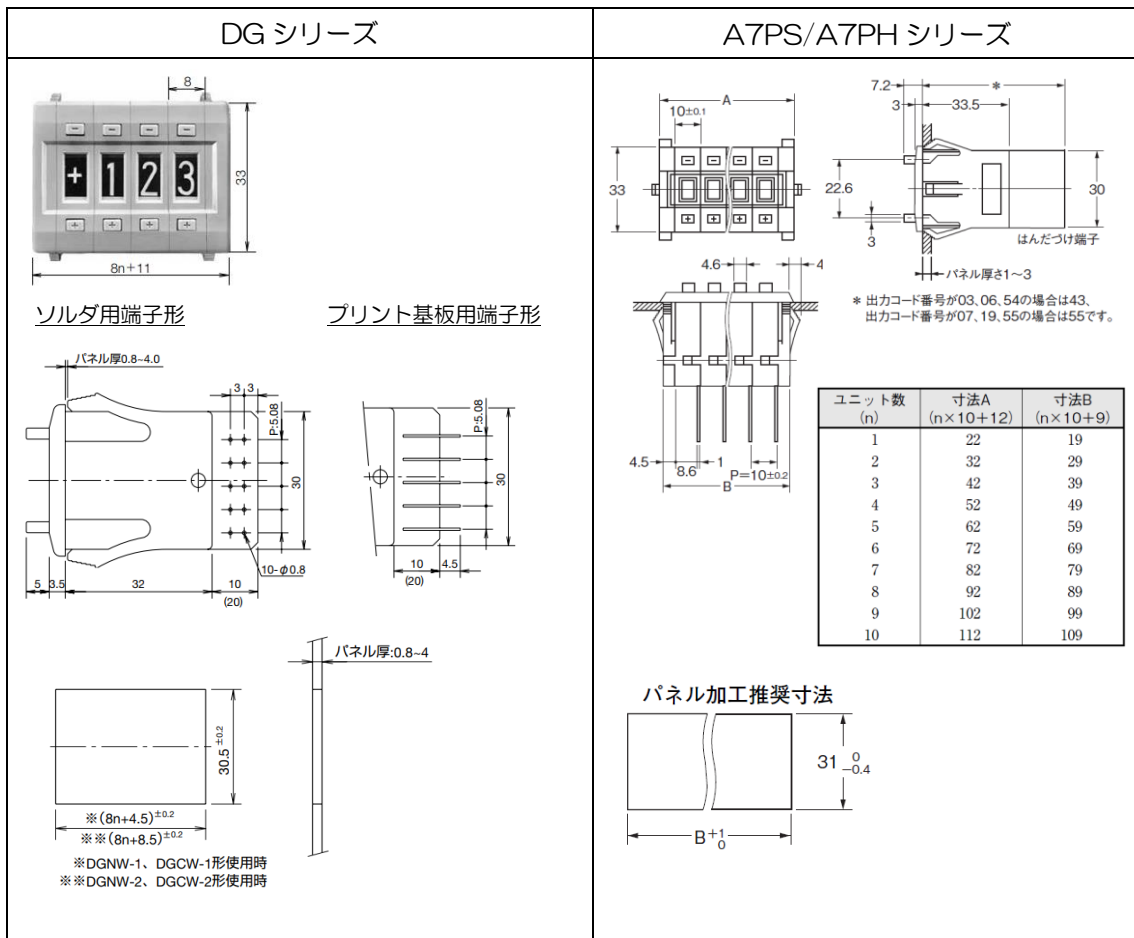 DG シリーズ
8
+ 1 2 3
33
8n+11
ソルダ用端子形
プリント基板用端子形
パネル厚0.8~4.0
3 3
P:5.08
30
10-φ0.8
5 3.5 32 10
(20)
P:5.08
30
10 4.5
(20)
パネル厚:0.8~4
30.5 ±0.2
※(8n+4.5)±0.2
※※(8n+8.5)±0.2
※DGNW-1、DGCW-1形使用時
※※DGNW-2、DGCW-2形使用時
A7PS/A7PH シリーズ
A
10±0.1
33
7.2 *
3 33.5
22.6
30
3
はんだづけ端子
パネル厚さ1~3
4.6 4
* 出力コード番号が03、06、54の場合は43、
出力コード番号が07、19、55の場合は55です。
4.5 8.6 1 P=10±0.2
B
ユニット数 寸法A 寸法B
(n) (n×10+12) (n×10+9)
1 22 19
2 32 29
3 42 39
4 52 49
5 62 59
6 72 69
7 82 79
8 92 89
9 102 99
10 112 109
パネル加工推奨寸法
31 0 −0.4
B +1 0